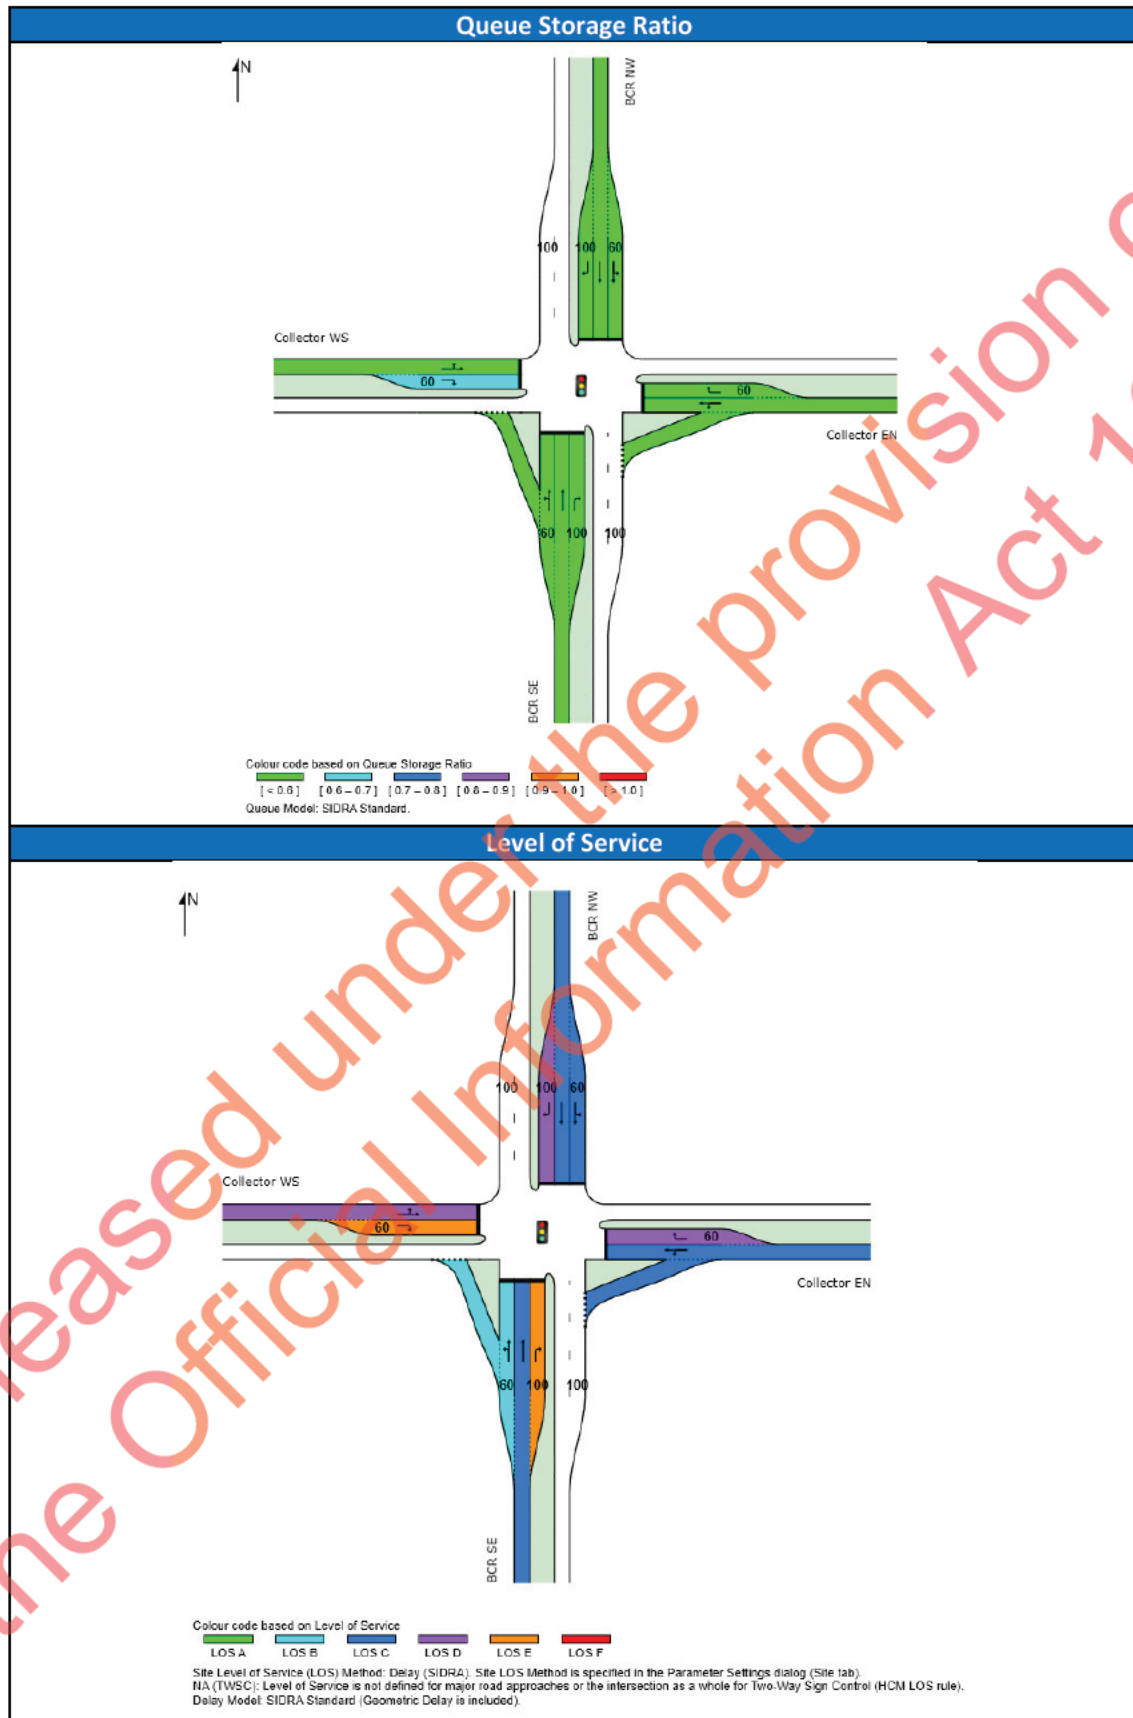 Queue Storage Ratio
N
BCR NW
100 100 60
Collector WS
60
60
Collector EN
60 100 100
BCR SE
Colour code based on Queue Storage Ratio
[ < 0.6 ] [ 0.6 – 0.7 ] [ 0.7 – 0.8 ] [ 0.8 – 0.9 ] [ 0.9 – 1.0 ] [ > 1.0 ]
Queue Model: SIDRA Standard.
Level of Service
N
BCR NW
100 100 60
Collector WS
60
60
Collector EN
60 100 100
BCR SE
Colour code based on Level of Service
LOS A LOS B LOS C LOS D LOS E LOS F
Site Level of Service (LOS) Method: Delay (SIDRA). Site LOS Method is specified in the Parameter Settings dialog (Site tab).
NA (TWSC): Level of Service is not defined for major road approaches or the intersection as a whole for Two-Way Sign Control (HCM LOS rule).
Delay Model: SIDRA Standard (Geometric Delay is included).
eleased under the provision
the Official Information Act